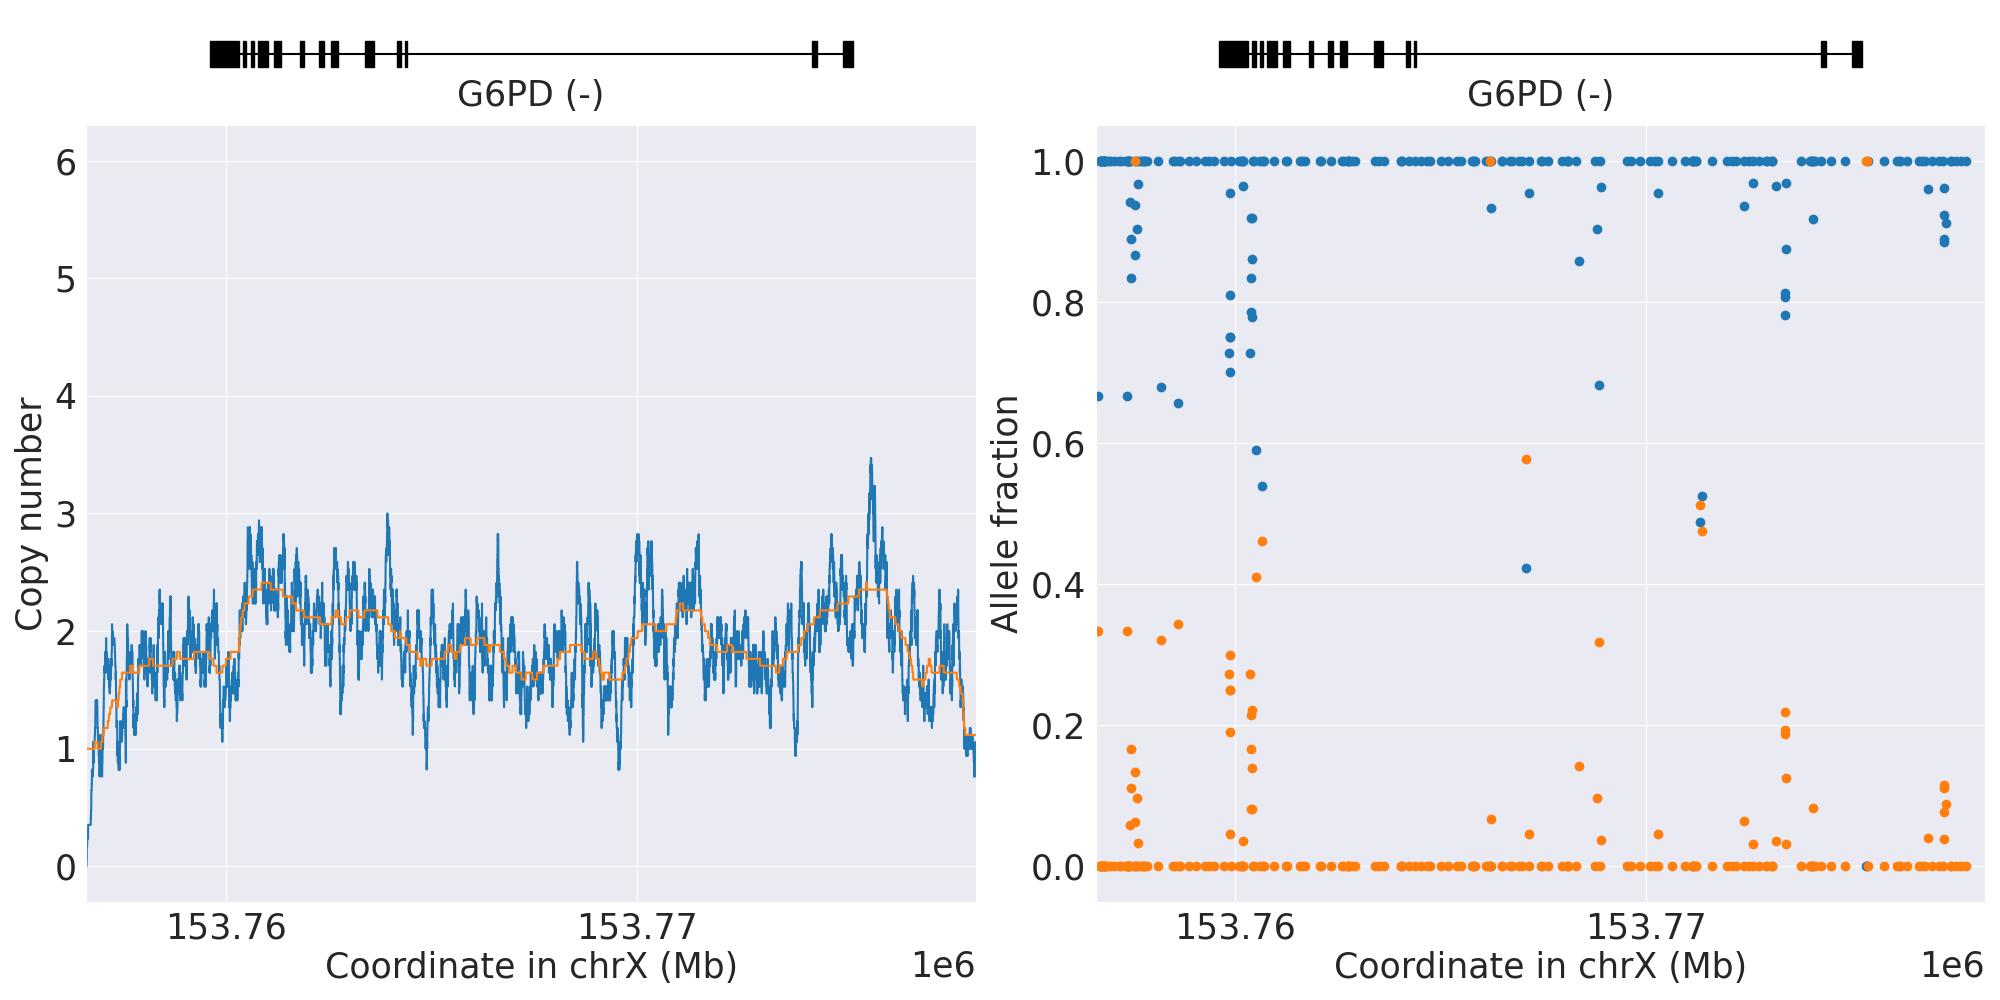 G6PD (-)
6
5
4
3
2
1
0
Copy number
153.76
153.77
Coordinate in chrX (Mb)
1e6
G6PD (-)
1.0
0.8
0.6
0.4
0.2
0.0
Allele fraction
153.76
153.77
Coordinate in chrX (Mb)
1e6